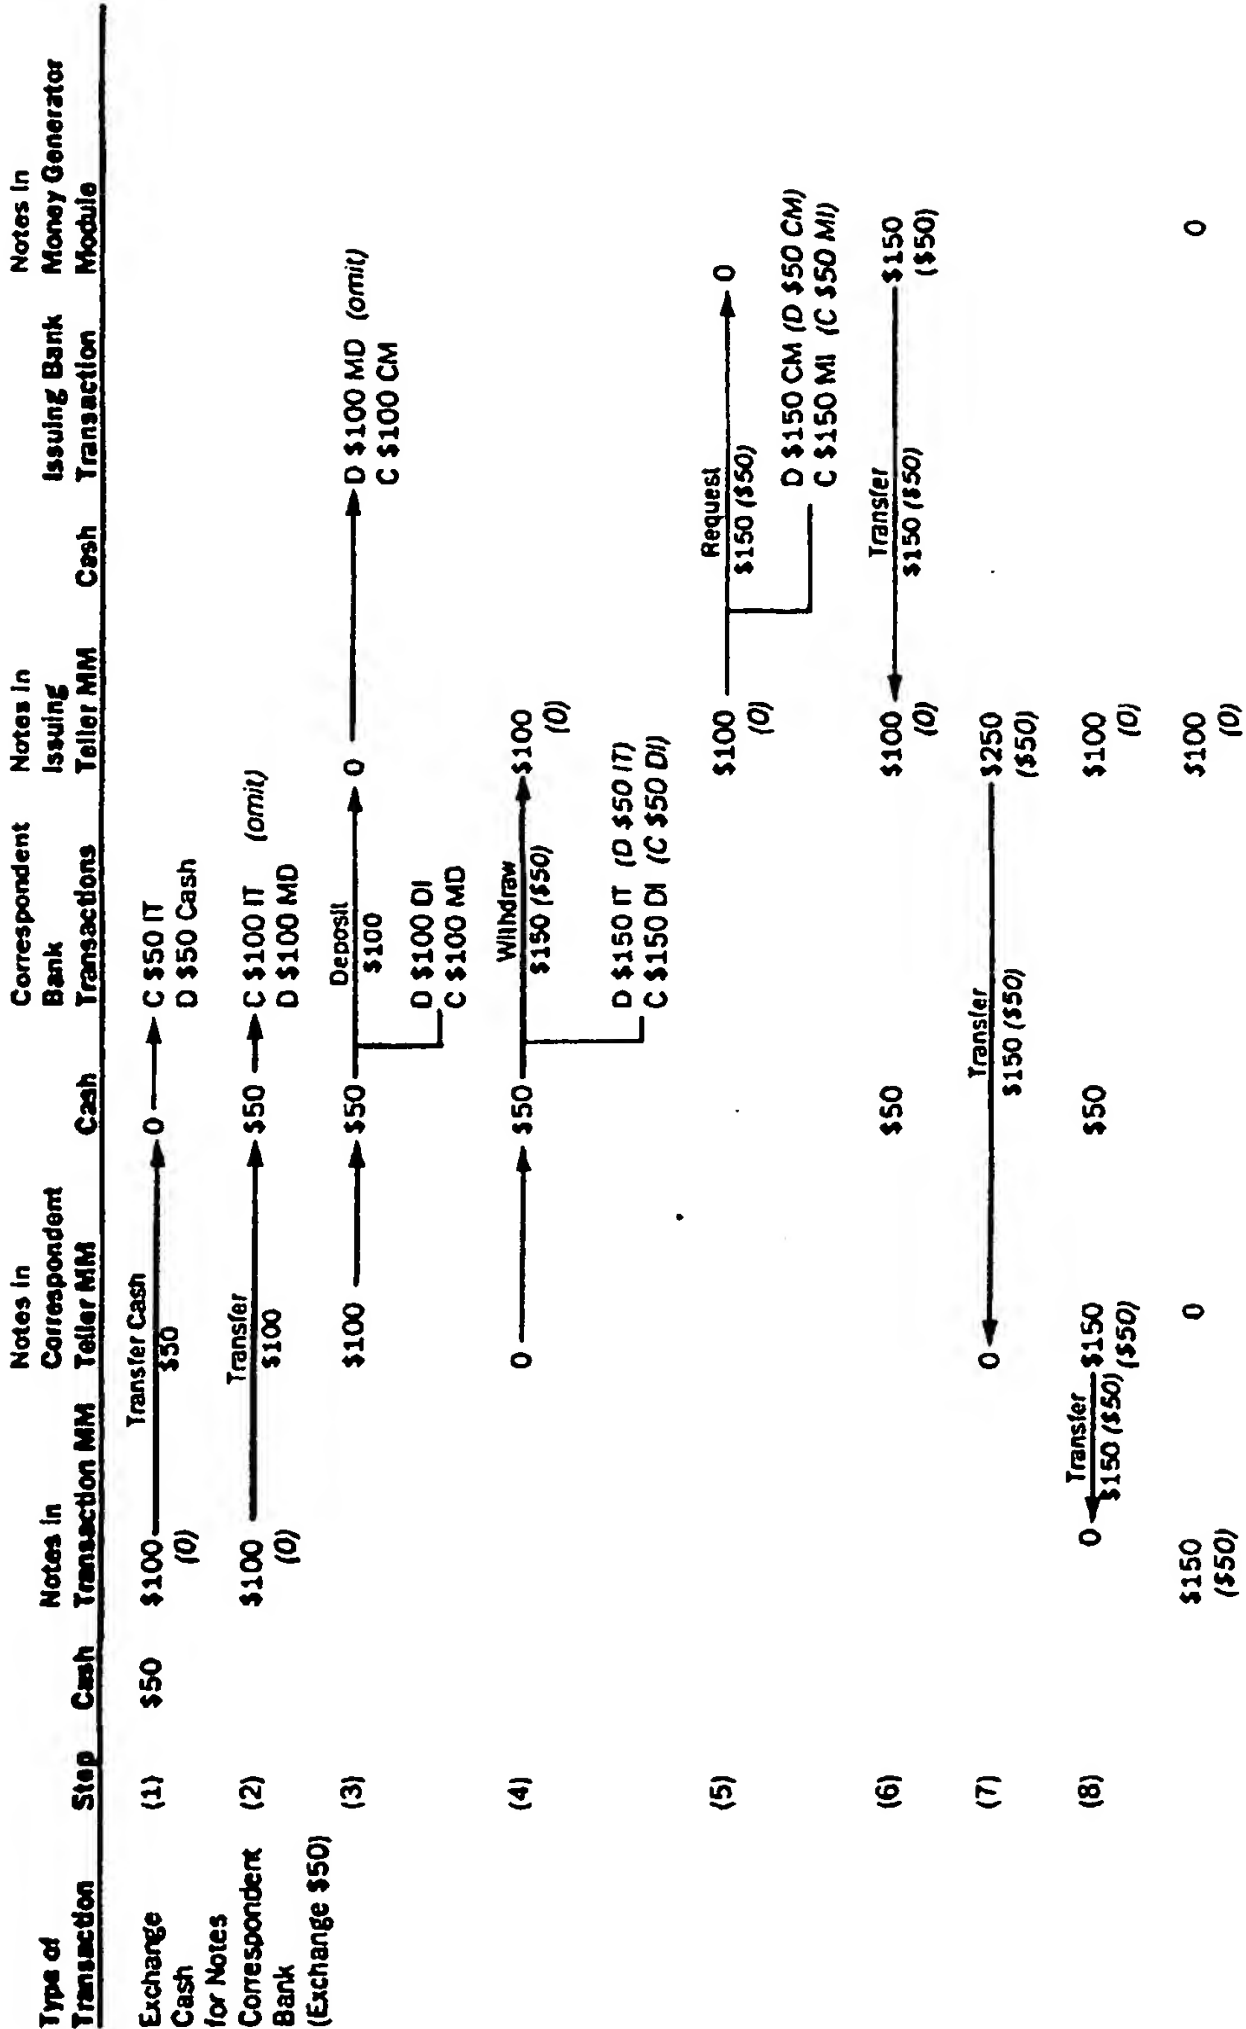 Type of
Transaction
Step
Cash
Notes in
Transaction MM
Notes in
Correspondent
Teller MM
Cash
Correspondent
Bank
Transactions
Notes in
Issuing
Teller MM
Cash
Issuing Bank
Transaction
Notes in
Money Generator
Module
Exchange
Cash
for Notes
Correspondent
Bank
(Exchange $50)
(1)
$50
$100
(0)
Transfer Cash
$50
0
C $50 IT
D $50 Cash
(2)
$100
(0)
Transfer
$100
$50
C $100 IT (omit)
D $100 MD
(3)
$100
$50
Deposit
$100
D $100 DI
C $100 MD
0
D $100 MD (omit)
C $100 CM
(4)
0
$50
Withdraw
$150 ($50)
D $150 IT (D $50 IT)
C $150 DI (C $50 DI)
$100
(0)
(5)
$100
(0)
Request
$150 ($50)
D $150 CM (D $50 CM)
C $150 MI (C $50 MI)
0
(6)
$50
$100
(0)
Transfer
$150 ($50)
$150
($50)
(7)
0
Transfer
$150 ($50)
$250
($50)
(8)
0
Transfer
$150 ($50)
$150
($50)
$50
$100
(0)
$150
($50)
0
$100
(0)
0